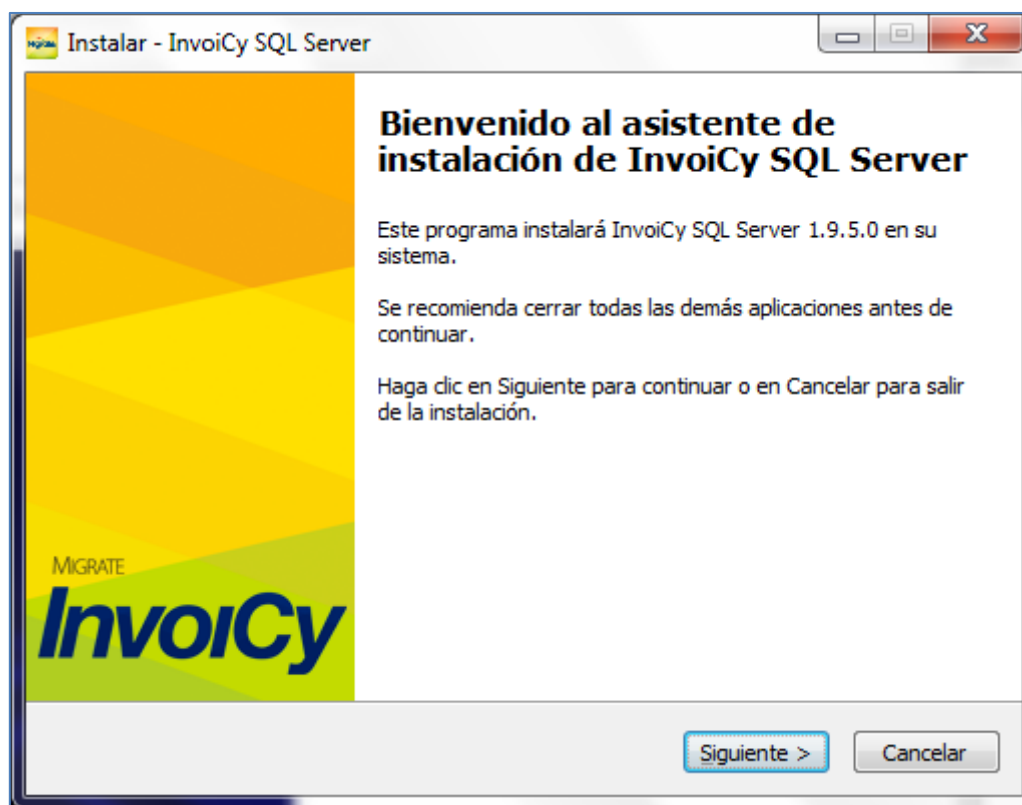 Instalar - InvoiCy SQL Server
Bienvenido al asistente de
instalación de InvoiCy SQL Server
Este programa instalará InvoiCy SQL Server 1.9.5.0 en su
sistema.
Se recomienda cerrar todas las demás aplicaciones antes de
continuar.
Haga clic en Siguiente para continuar o en Cancelar para salir
de la instalación.
MIGRATE
InvoiCy
Siguiente >
Cancelar